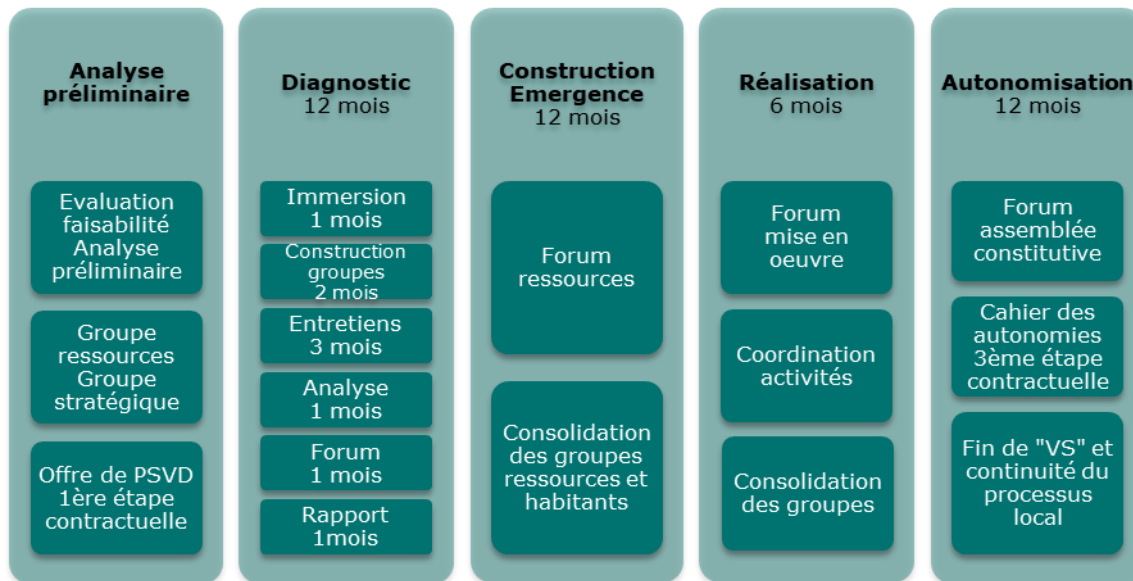 Analyse
préliminaire
Evaluation
faisabilité
Analyse
préliminaire
Groupe
ressources
Groupe
stratégique
Offre de PSVD
1ère étape
contractuelle
Diagnostic
12 mois
Immersion
1 mois
Construction
groupes
2 mois
Entretiens
3 mois
Analyse
1 mois
Forum
1 mois
Rapport
1mois
Construction
Emergence
12 mois
Forum
ressources
Consolidation
des groupes
ressources et
habitants
Réalisation
6 mois
Forum
mise en
oeuvre
Coordination
activités
Consolidation
des groupes
Autonomisation
12 mois
Forum
assemblée
constitutive
Cahier des
autonomies
3ème étape
contractuelle
Fin de "VS" et
continuité du
processus
local